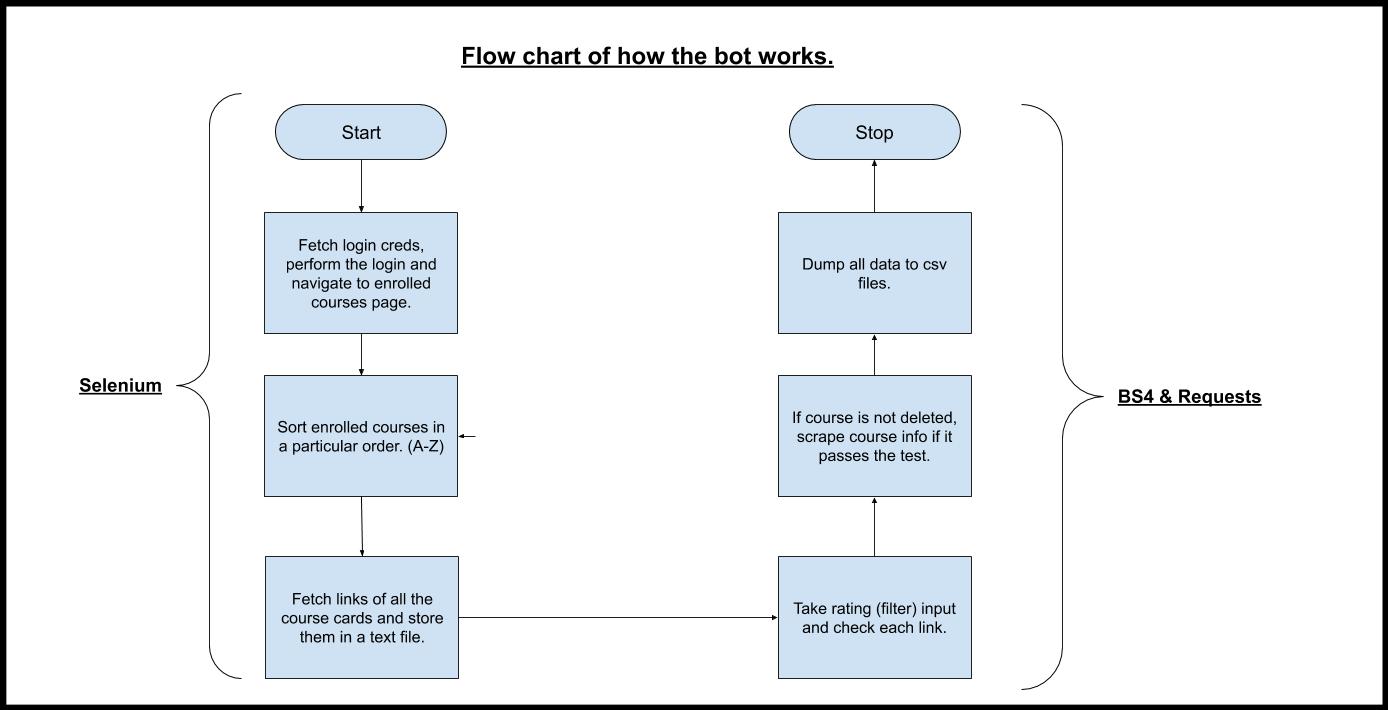 Flow chart of how the bot works.
Start
Fetch login creds,
perform the login and
navigate to enrolled
courses page.
Sort enrolled courses in
a particular order. (A-Z)
Fetch links of all the
course cards and store
them in a text file.
Selenium
Stop
Dump all data to csv
files.
If course is not deleted,
scrape course info if it
passes the test.
Take rating (filter) input
and check each link.
BS4 & Requests